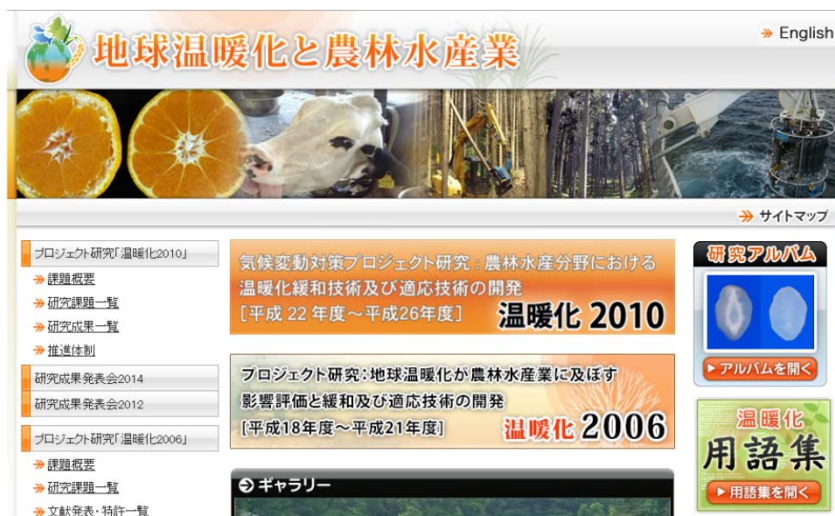 地球温暖化と農林水産業
English
サイトマップ
プロジェクト研究「温暖化2010」
課題概要
研究課題一覧
研究成果一覧
推進体制
研究成果発表会2014
研究成果発表会2012
プロジェクト研究「温暖化2006」
課題概要
研究課題一覧
文献発表・特許一覧
気候変動対策プロジェクト研究：農林水産分野における
温暖化緩和技術及び適応技術の開発
[平成 22 年度～平成26年度] 温暖化 2010
プロジェクト研究：地球温暖化が農林水産業に及ぼす
影響評価と緩和及び適応技術の開発
[平成18年度～平成21年度] 温暖化 2006
ギャラリー
研究アルバム
アルバムを開く
温暖化
用語集
用語集を開く